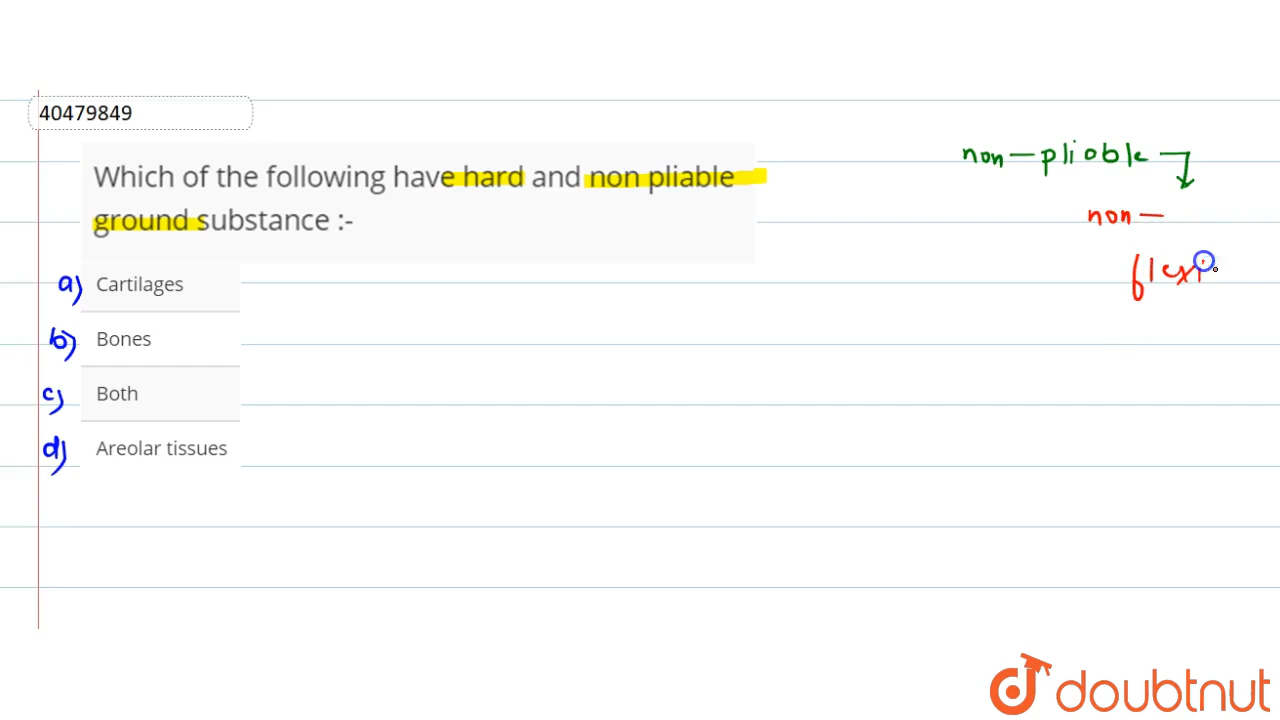 40479849
Which of the following have hard and non pliable
ground substance :-
a) Cartilages
b) Bones
c) Both
d) Areolar tissues
non-pliable
non-
flexi
doubtnut